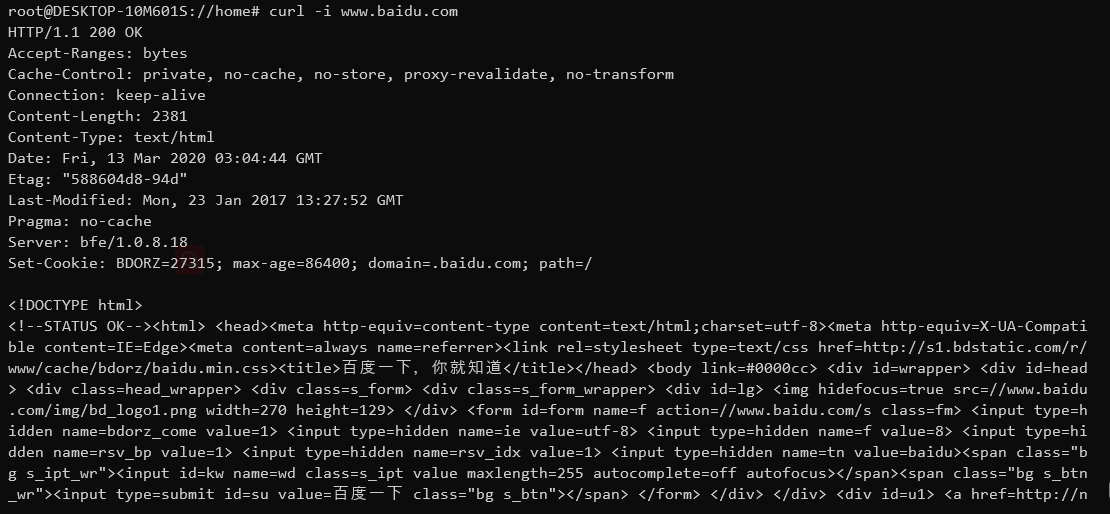 root@DESKTOP-10M601S://home# curl -i www.baidu.com
HTTP/1.1 200 OK
Accept-Ranges: bytes
Cache-Control: private, no-cache, no-store, proxy-revalidate, no-transform
Connection: keep-alive
Content-Length: 2381
Content-Type: text/html
Date: Fri, 13 Mar 2020 03:04:44 GMT
Etag: "588604d8-94d"
Last-Modified: Mon, 23 Jan 2017 13:27:52 GMT
Pragma: no-cache
Server: bfe/1.0.8.18
Set-Cookie: BDORZ=27315; max-age=86400; domain=.baidu.com; path=/
<!DOCTYPE html>
<!--STATUS OK--><html> <head><meta http-equiv=content-type content=text/html;charset=utf-8><meta http-equiv=X-UA-Compati
ble content=IE=Edge><meta content=always name=referrer><link rel=stylesheet type=text/css href=http://s1.bdstatic.com/r/
www/cache/bdorz/baidu.min.css><title>百度一下，你就知道</title></head> <body link=#0000cc> <div id=wrapper> <div id=head
> <div class=head_wrapper> <div class=s_form> <div class=s_form_wrapper> <div id=lg> <img hidefocus=true src=//www.baidu
.com/img/bd_logo1.png width=270 height=129> </div> <form id=form name=f action=//www.baidu.com/s class=fm> <input type=h
idden name=bdorz_come value=1> <input type=hidden name=ie value=utf-8> <input type=hidden name=f value=8> <input type=hi
dden name=rsv_bp value=1> <input type=hidden name=rsv_idx value=1> <input type=hidden name=tn value=baidu><span class="b
g s_ipt_wr"><input id=kw name=wd class=s_ipt value maxlength=255 autocomplete=off autofocus></span><span class="bg s_btn
_wr"><input type=submit id=su value=百度一下 class="bg s_btn"></span> </form> </div> </div> <div id=u1> <a href=http://n